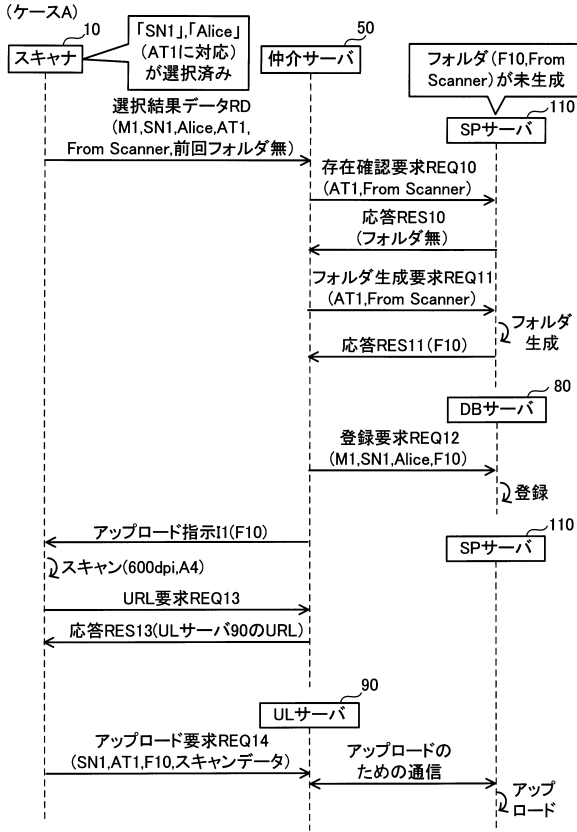 (ケースA)
10
スキャナ
「SN1」,「Alice」
(AT1に対応)
が選択済み
50
仲介サーバ
フォルダ(F10,From
Scanner)が未生成
110
SPサーバ
選択結果データRD
(M1,SN1,Alice,AT1,
From Scanner,前回フォルダ無)
存在確認要求REQ10
(AT1,From Scanner)
応答RES10
(フォルダ無)
フォルダ生成要求REQ11
(AT1,From Scanner)
フォルダ
生成
応答RES11(F10)
80
DBサーバ
登録要求REQ12
(M1,SN1,Alice,F10)
登録
アップロード指示I1(F10)
110
SPサーバ
スキャン(600dpi,A4)
URL要求REQ13
応答RES13(ULサーバ90のURL)
90
ULサーバ
アップロード要求REQ14
(SN1,AT1,F10,スキャンデータ)
アップロードの
ための通信
アップ
ロード